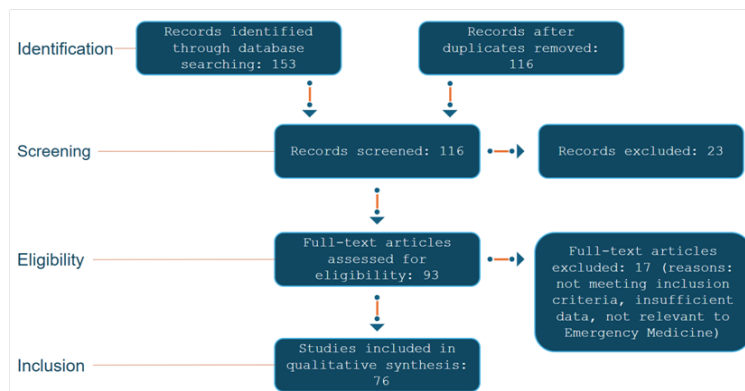 Identification
Records identified
through database
searching: 153
Records after
duplicates removed:
116
Screening
Records screened: 116
Records excluded: 23
Eligibility
Full-text articles
assessed for
eligibility: 93
Full-text articles
excluded: 17 (reasons:
not meeting inclusion
criteria, insufficient
data, not relevant to
Emergency Medicine)
Inclusion
Studies included in
qualitative synthesis:
76